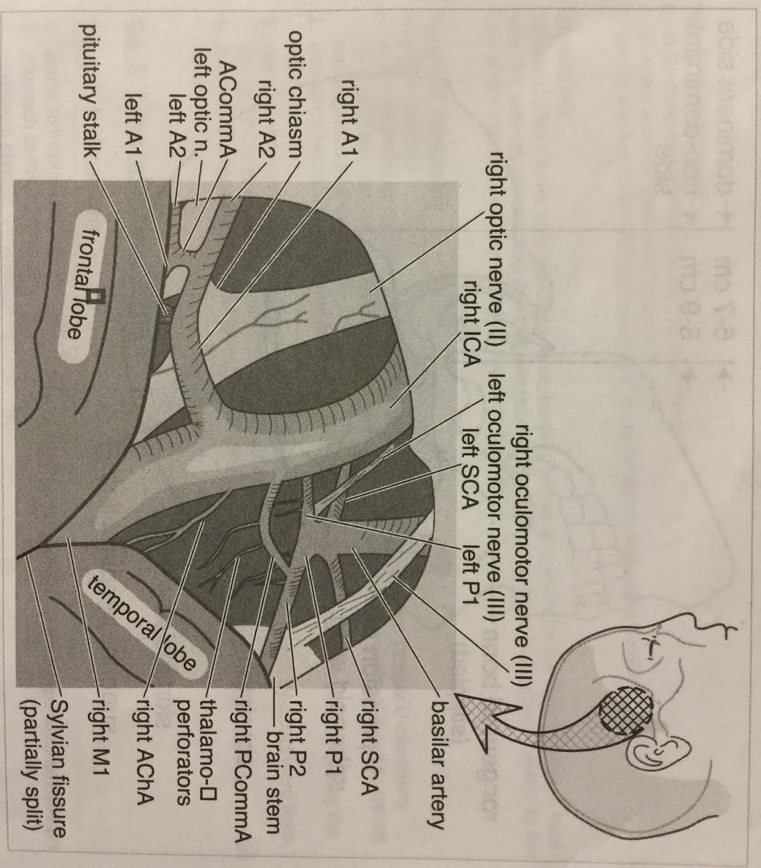 right oculomotor nerve (III)
right optic nerve (II)
left oculomotor nerve (III)
right ICA
left SCA
left P1
right A1
optic chiasm
right A2
ACommA
left optic n.
left A2
left A1
pituitary stalk
frontal lobe
temporal lobe
basilar artery
right SCA
right P1
right P2
brain stem
right PCommA
thalamo-□
perforators
right AChA
right M1
Sylvian fissure
(partially split)